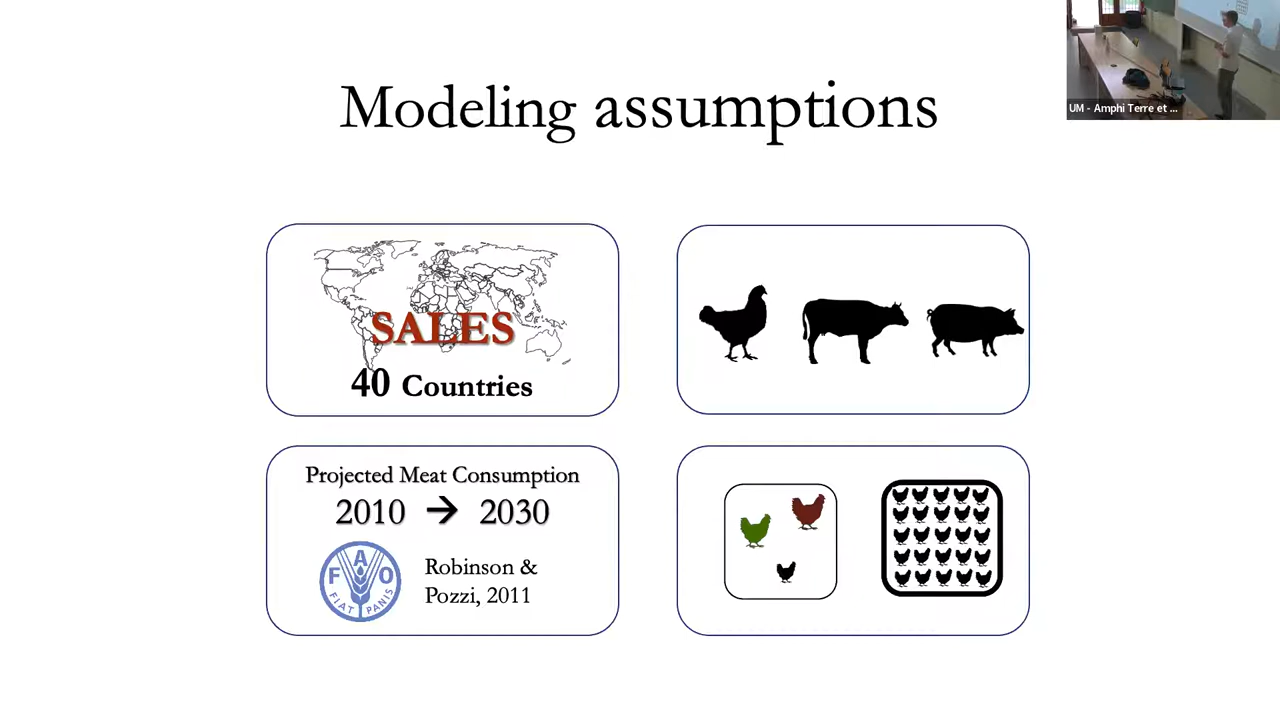 Modeling assumptions
UM - Amphi Terre et ...
SALES
40 Countries
Projected Meat Consumption
2010 → 2030
FAO
FIAT PANIS
Robinson &
Pozzi, 2011